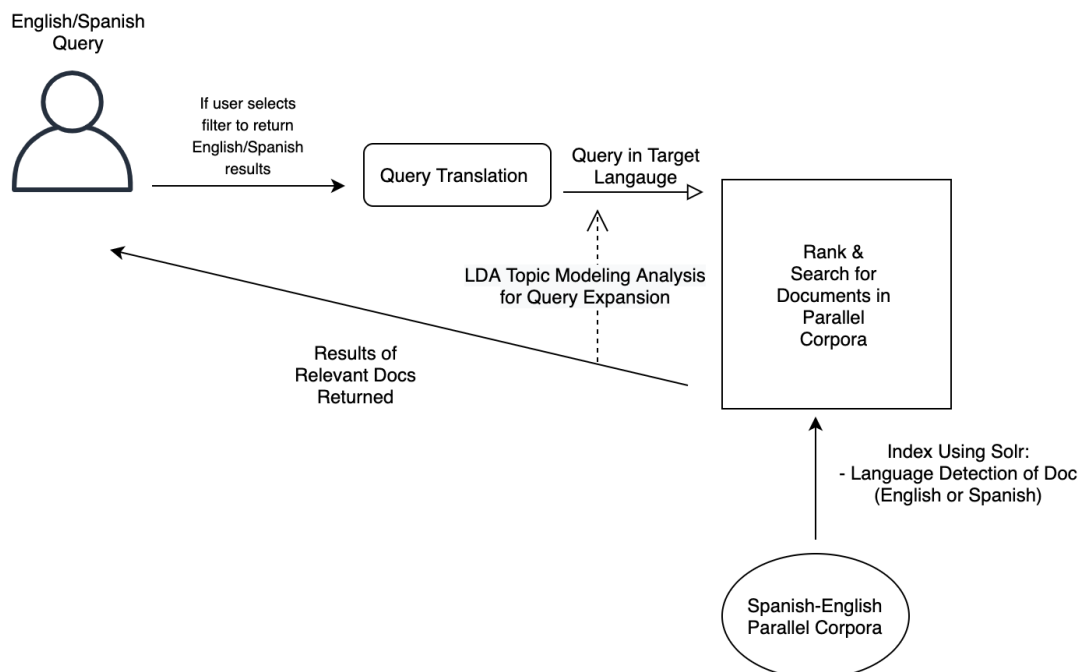 English/Spanish
Query
If user selects
filter to return
English/Spanish
results
Query Translation
Query in Target
Langauge
LDA Topic Modeling Analysis
for Query Expansion
Rank &
Search for
Documents in
Parallel
Corpora
Results of
Relevant Docs
Returned
Index Using Solr:
- Language Detection of Doc
(English or Spanish)
Spanish-English
Parallel Corpora